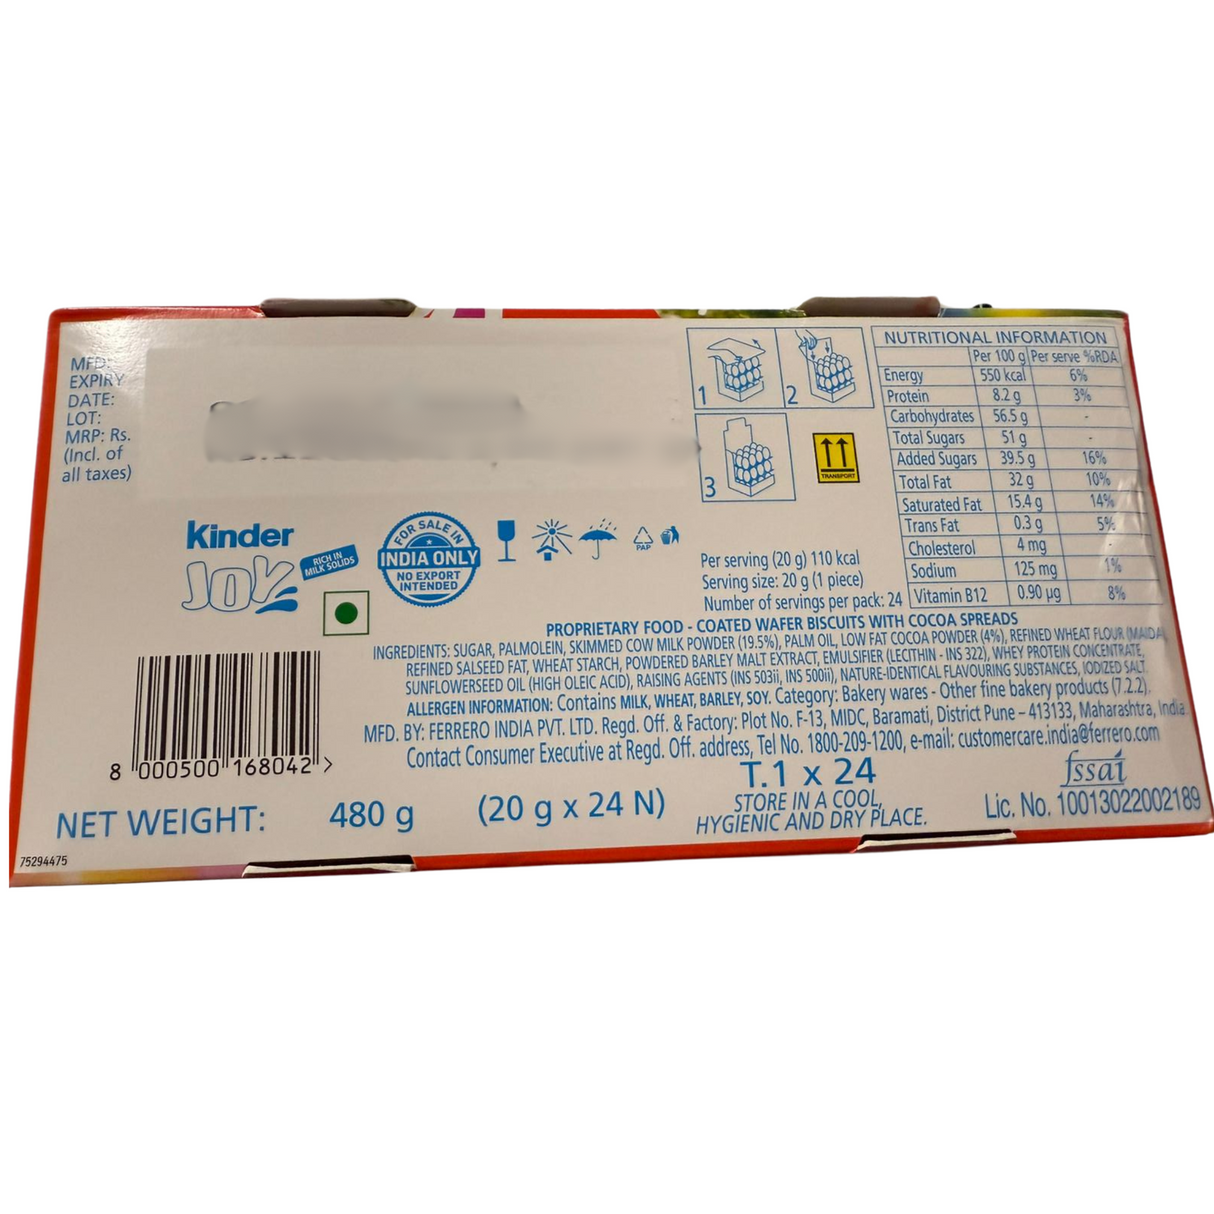 MFD:
EXPIRY
DATE:
LOT:
MRP: Rs.
(Incl. of
all taxes)
1
2
3
TRANSPORT
NUTRITIONAL INFORMATION
Per 100 g Per serve %RDA
Energy 550 kcal 6%
Protein 8.2 g 3%
Carbohydrates 56.5 g -
Total Sugars 51 g -
Added Sugars 39.5 g 16%
Total Fat 32 g 10%
Saturated Fat 15.4 g 14%
Trans Fat 0.3 g 5%
Cholesterol 4 mg -
Sodium 125 mg 1%
Vitamin B12 0.90 µg 8%
Kinder
JOY
RICH IN
MILK SOLIDS
FOR SALE IN
INDIA ONLY
NO EXPORT
INTENDED
PAP
Per serving (20 g) 110 kcal
Serving size: 20 g (1 piece)
Number of servings per pack: 24
PROPRIETARY FOOD - COATED WAFER BISCUITS WITH COCOA SPREADS
INGREDIENTS: SUGAR, PALMOLEIN, SKIMMED COW MILK POWDER (19.5%), PALM OIL, LOW FAT COCOA POWDER (4%), REFINED WHEAT FLOUR (MAIDA),
REFINED SALSEED FAT, WHEAT STARCH, POWDERED BARLEY MALT EXTRACT, EMULSIFIER (LECITHIN - INS 322), WHEY PROTEIN CONCENTRATE,
SUNFLOWERSEED OIL (HIGH OLEIC ACID), RAISING AGENTS (INS 503ii, INS 500ii), NATURE-IDENTICAL FLAVOURING SUBSTANCES, IODIZED SALT.
ALLERGEN INFORMATION: Contains MILK, WHEAT, BARLEY, SOY. Category: Bakery wares - Other fine bakery products (7.2.2).
MFD. BY: FERRERO INDIA PVT. LTD. Regd. Off. & Factory: Plot No. F-13, MIDC, Baramati, District Pune – 413133, Maharashtra, India.
Contact Consumer Executive at Regd. Off. address, Tel No. 1800-209-1200, e-mail: customercare.india@ferrero.com
8 000500 168042 >
T.1 x 24
STORE IN A COOL,
HYGIENIC AND DRY PLACE.
fssai
Lic. No. 10013022002189
NET WEIGHT: 480 g (20 g x 24 N)
75294475